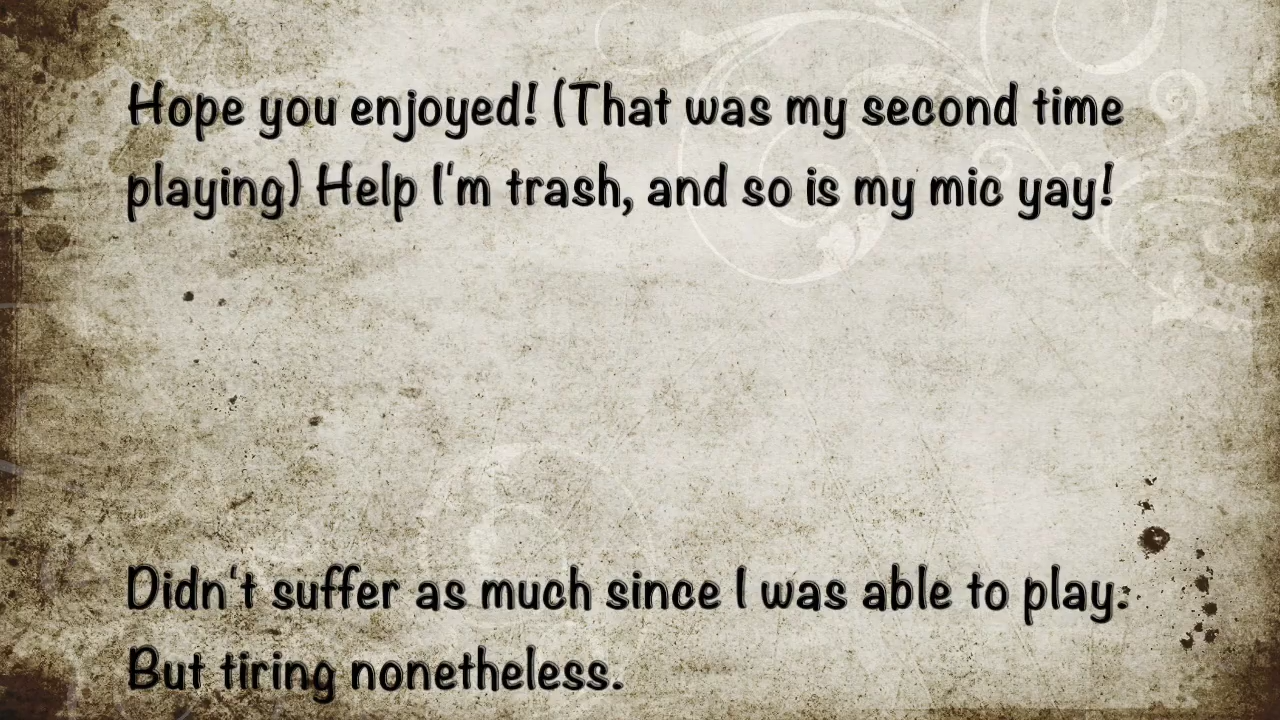 Hope you enjoyed! (That was my second time
playing) Help I'm trash, and so is my mic yay!
Didn't suffer as much since I was able to play.
But tiring nonetheless.